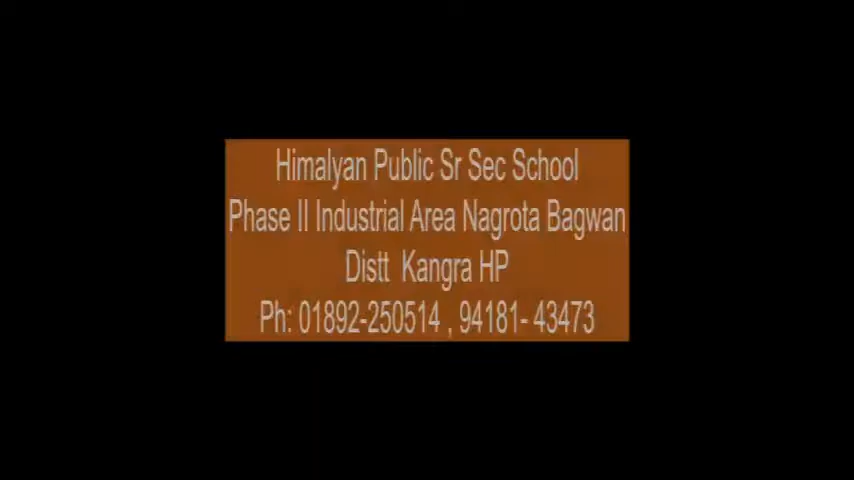 Himalyan Public Sr Sec School
Phase II Industrial Area Nagrota Bagwan
Distt Kangra HP
Ph: 01892-250514 , 94181- 43473